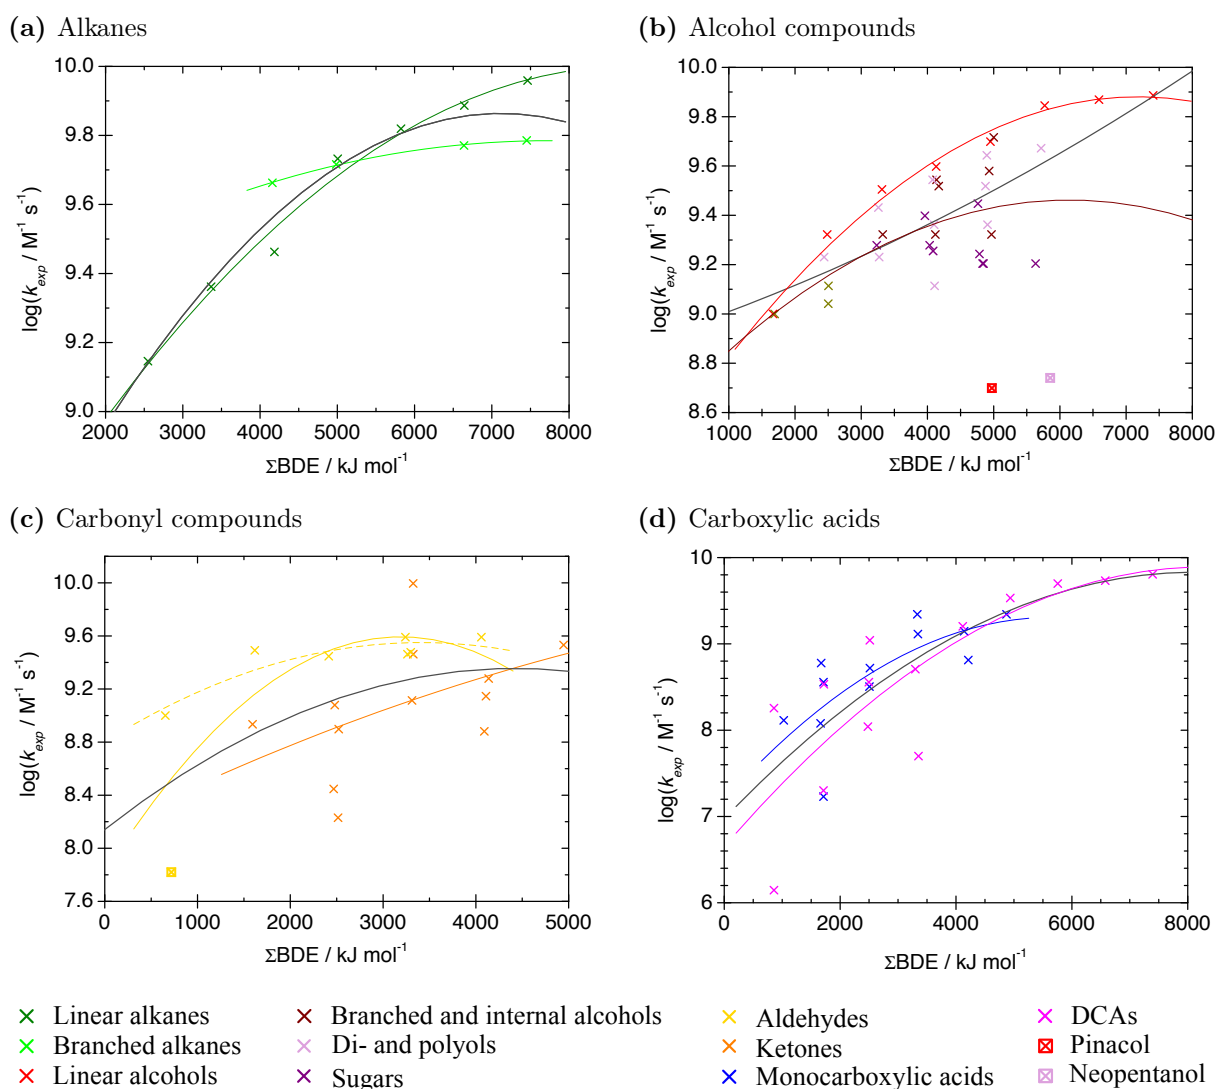 (a) Alkanes
10.0
9.8
9.6
9.4
9.2
9.0
log(k_exp / M⁻¹ s⁻¹)
2000 3000 4000 5000 6000 7000 8000
ΣBDE / kJ mol⁻¹
(b) Alcohol compounds
10.0
9.8
9.6
9.4
9.2
9.0
8.8
8.6
log(k_exp / M⁻¹ s⁻¹)
1000 2000 3000 4000 5000 6000 7000 8000
ΣBDE / kJ mol⁻¹
(c) Carbonyl compounds
10.0
9.6
9.2
8.8
8.4
8.0
7.6
log(k_exp / M⁻¹ s⁻¹)
0 1000 2000 3000 4000 5000
ΣBDE / kJ mol⁻¹
(d) Carboxylic acids
10
9
8
7
6
log(k_exp / M⁻¹ s⁻¹)
0 2000 4000 6000 8000
ΣBDE / kJ mol⁻¹
Linear alkanes
Branched alkanes
Linear alcohols
Branched and internal alcohols
Di- and polyols
Sugars
Aldehydes
Ketones
Monocarboxylic acids
DCAs
Pinacol
Neopentanol